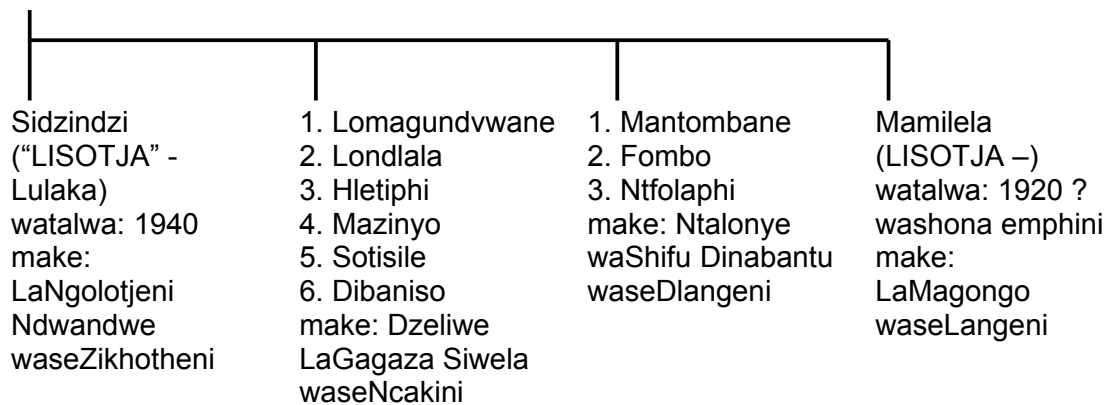 Sidzindzi
(“LISOTJA” -
Lulaka)
watalwa: 1940
make:
LaNgolotjeni
Ndwandwe
waseZikhotheni
1. Lomagundvwane
2. Londlala
3. Hletiphi
4. Mazinyo
5. Sotisile
6. Dibaniso
make: Dzeliwe
LaGagaza Siwela
waseNcakini
1. Mantombane
2. Fombo
3. Ntfolaphi
make: Ntalonye
waShifu Dinabantu
waseDlangeni
Mamilela
(LISOTJA –)
watalwa: 1920 ?
washona emphini
make:
LaMagongo
waseLangeni